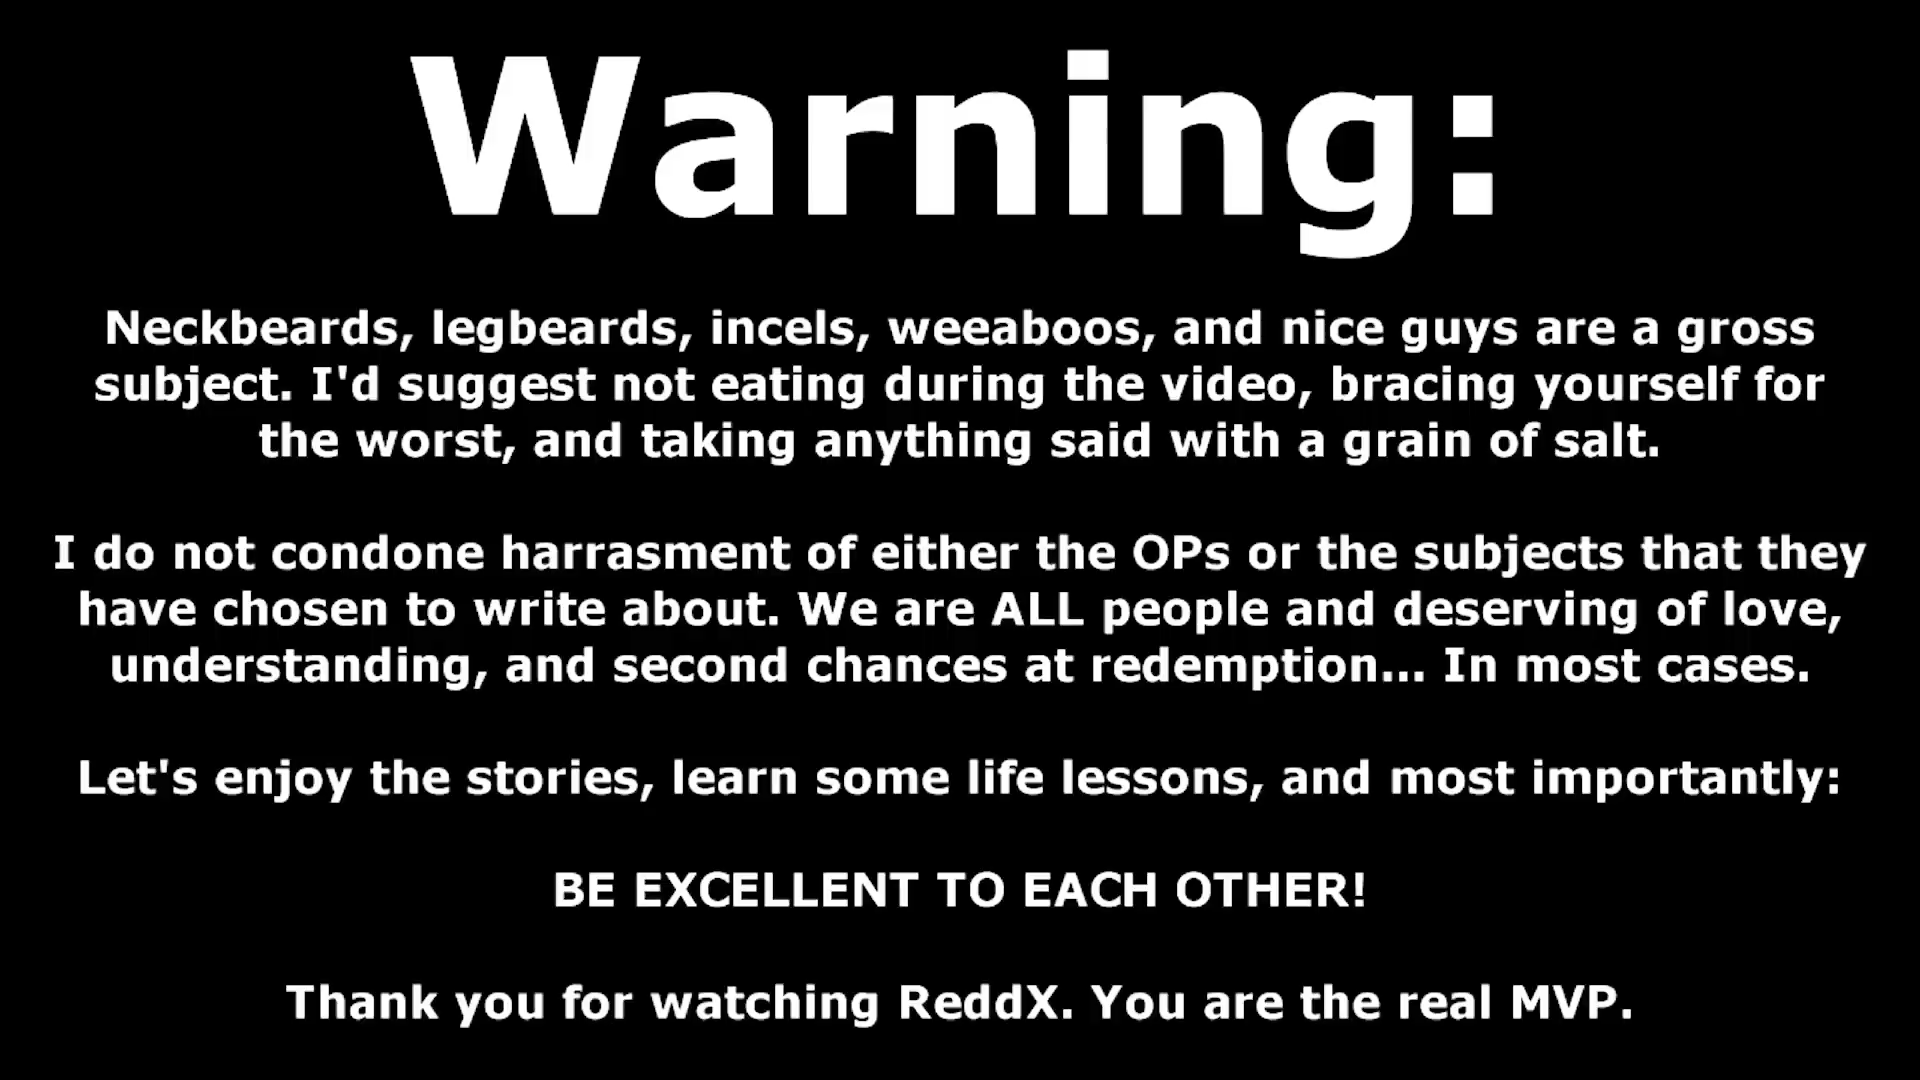 Warning:
Neckbeards, legbeards, incels, weeaboos, and nice guys are a gross
subject. I'd suggest not eating during the video, bracing yourself for
the worst, and taking anything said with a grain of salt.
I do not condone harrasment of either the OPs or the subjects that they
have chosen to write about. We are ALL people and deserving of love,
understanding, and second chances at redemption... In most cases.
Let's enjoy the stories, learn some life lessons, and most importantly:
BE EXCELLENT TO EACH OTHER!
Thank you for watching ReddX. You are the real MVP.